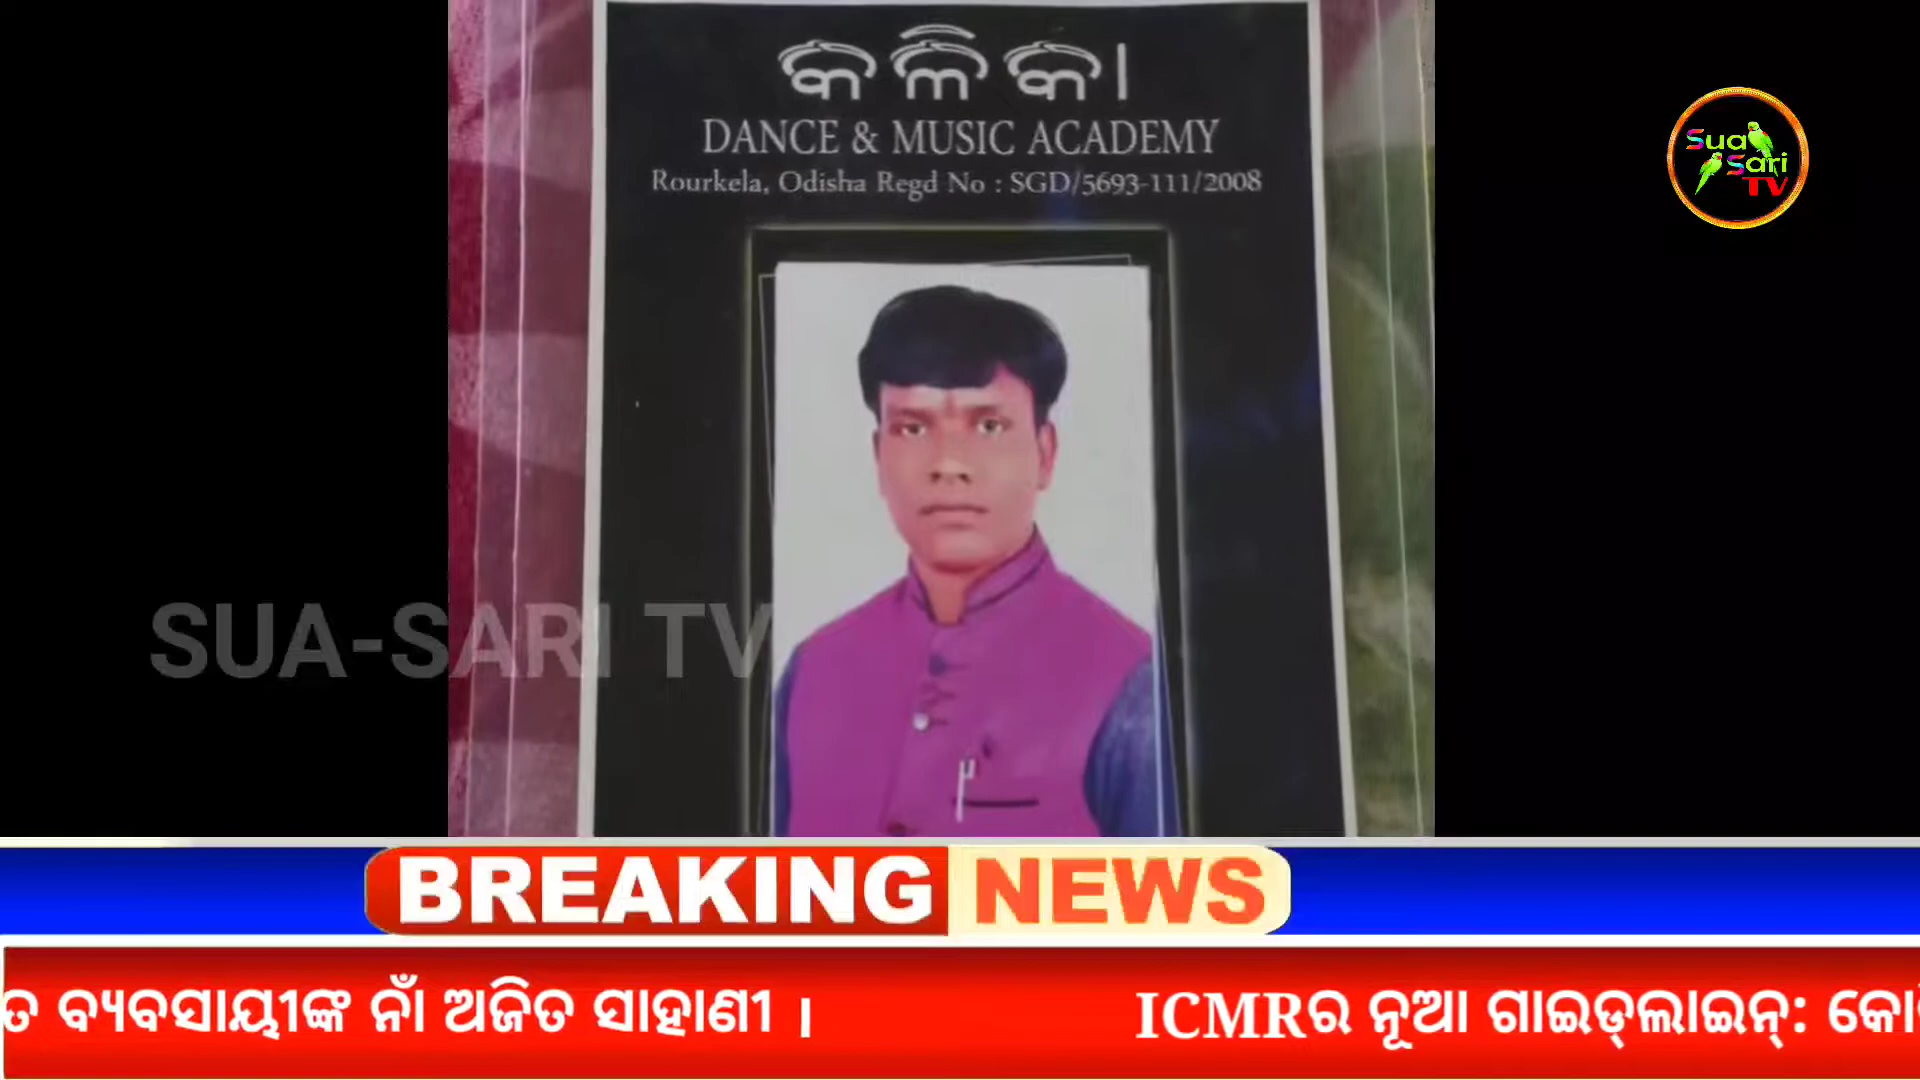 କଳିକା
DANCE & MUSIC ACADEMY
Rourkela, Odisha Regd No : SGD/5693-111/2008
Sua
Sari
TV
SUA-SARI TV
BREAKING NEWS
ତ ବ୍ୟବସାୟୀଙ୍କ ନାଁ ଅଜିତ ସାହାଣୀ । ICMRର ନୂଆ ଗାଇଡ୍‌ଲାଇନ୍: କୋ